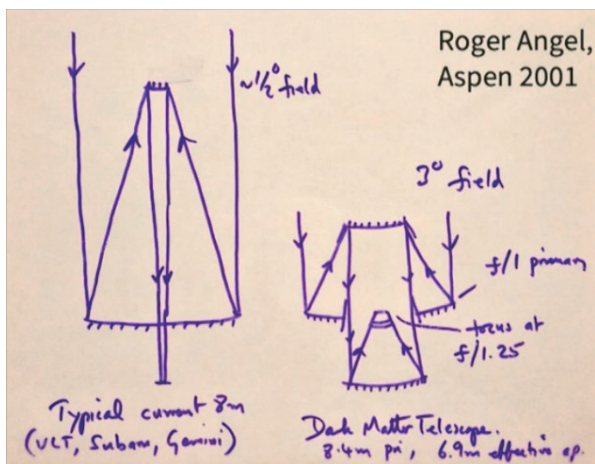 Roger Angel,
Aspen 2001
~1/2° field
3° field
f/1 primary
focus at
f/1.25
Typical current 8m
(VLT, Subaru, Gemini)
Dark Matter Telescope.
8.4m pri, 6.9m effective ap.